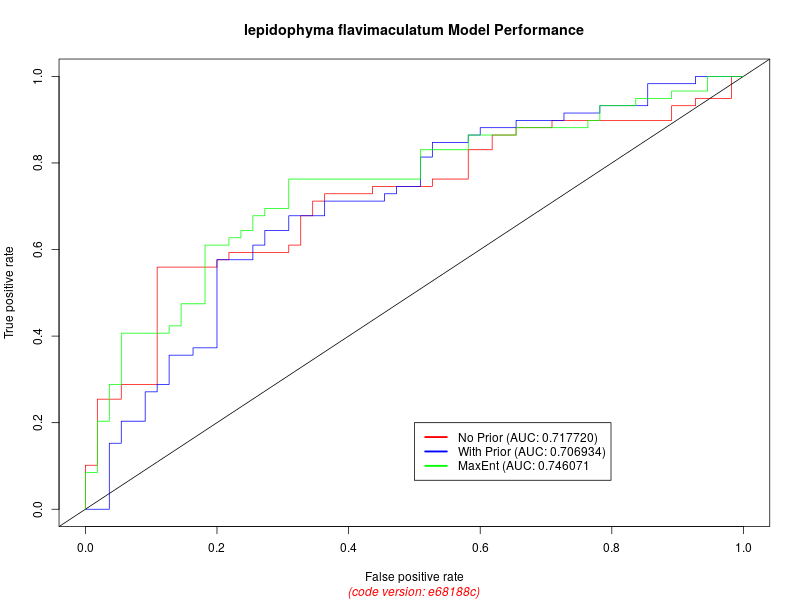 lepidophyma flavimaculatum Model Performance
True positive rate
1.0
0.8
0.6
0.4
0.2
0.0
No Prior (AUC: 0.717720)
With Prior (AUC: 0.706934)
MaxEnt (AUC: 0.746071
0.0 0.2 0.4 0.6 0.8 1.0
False positive rate
(code version: e68188c)